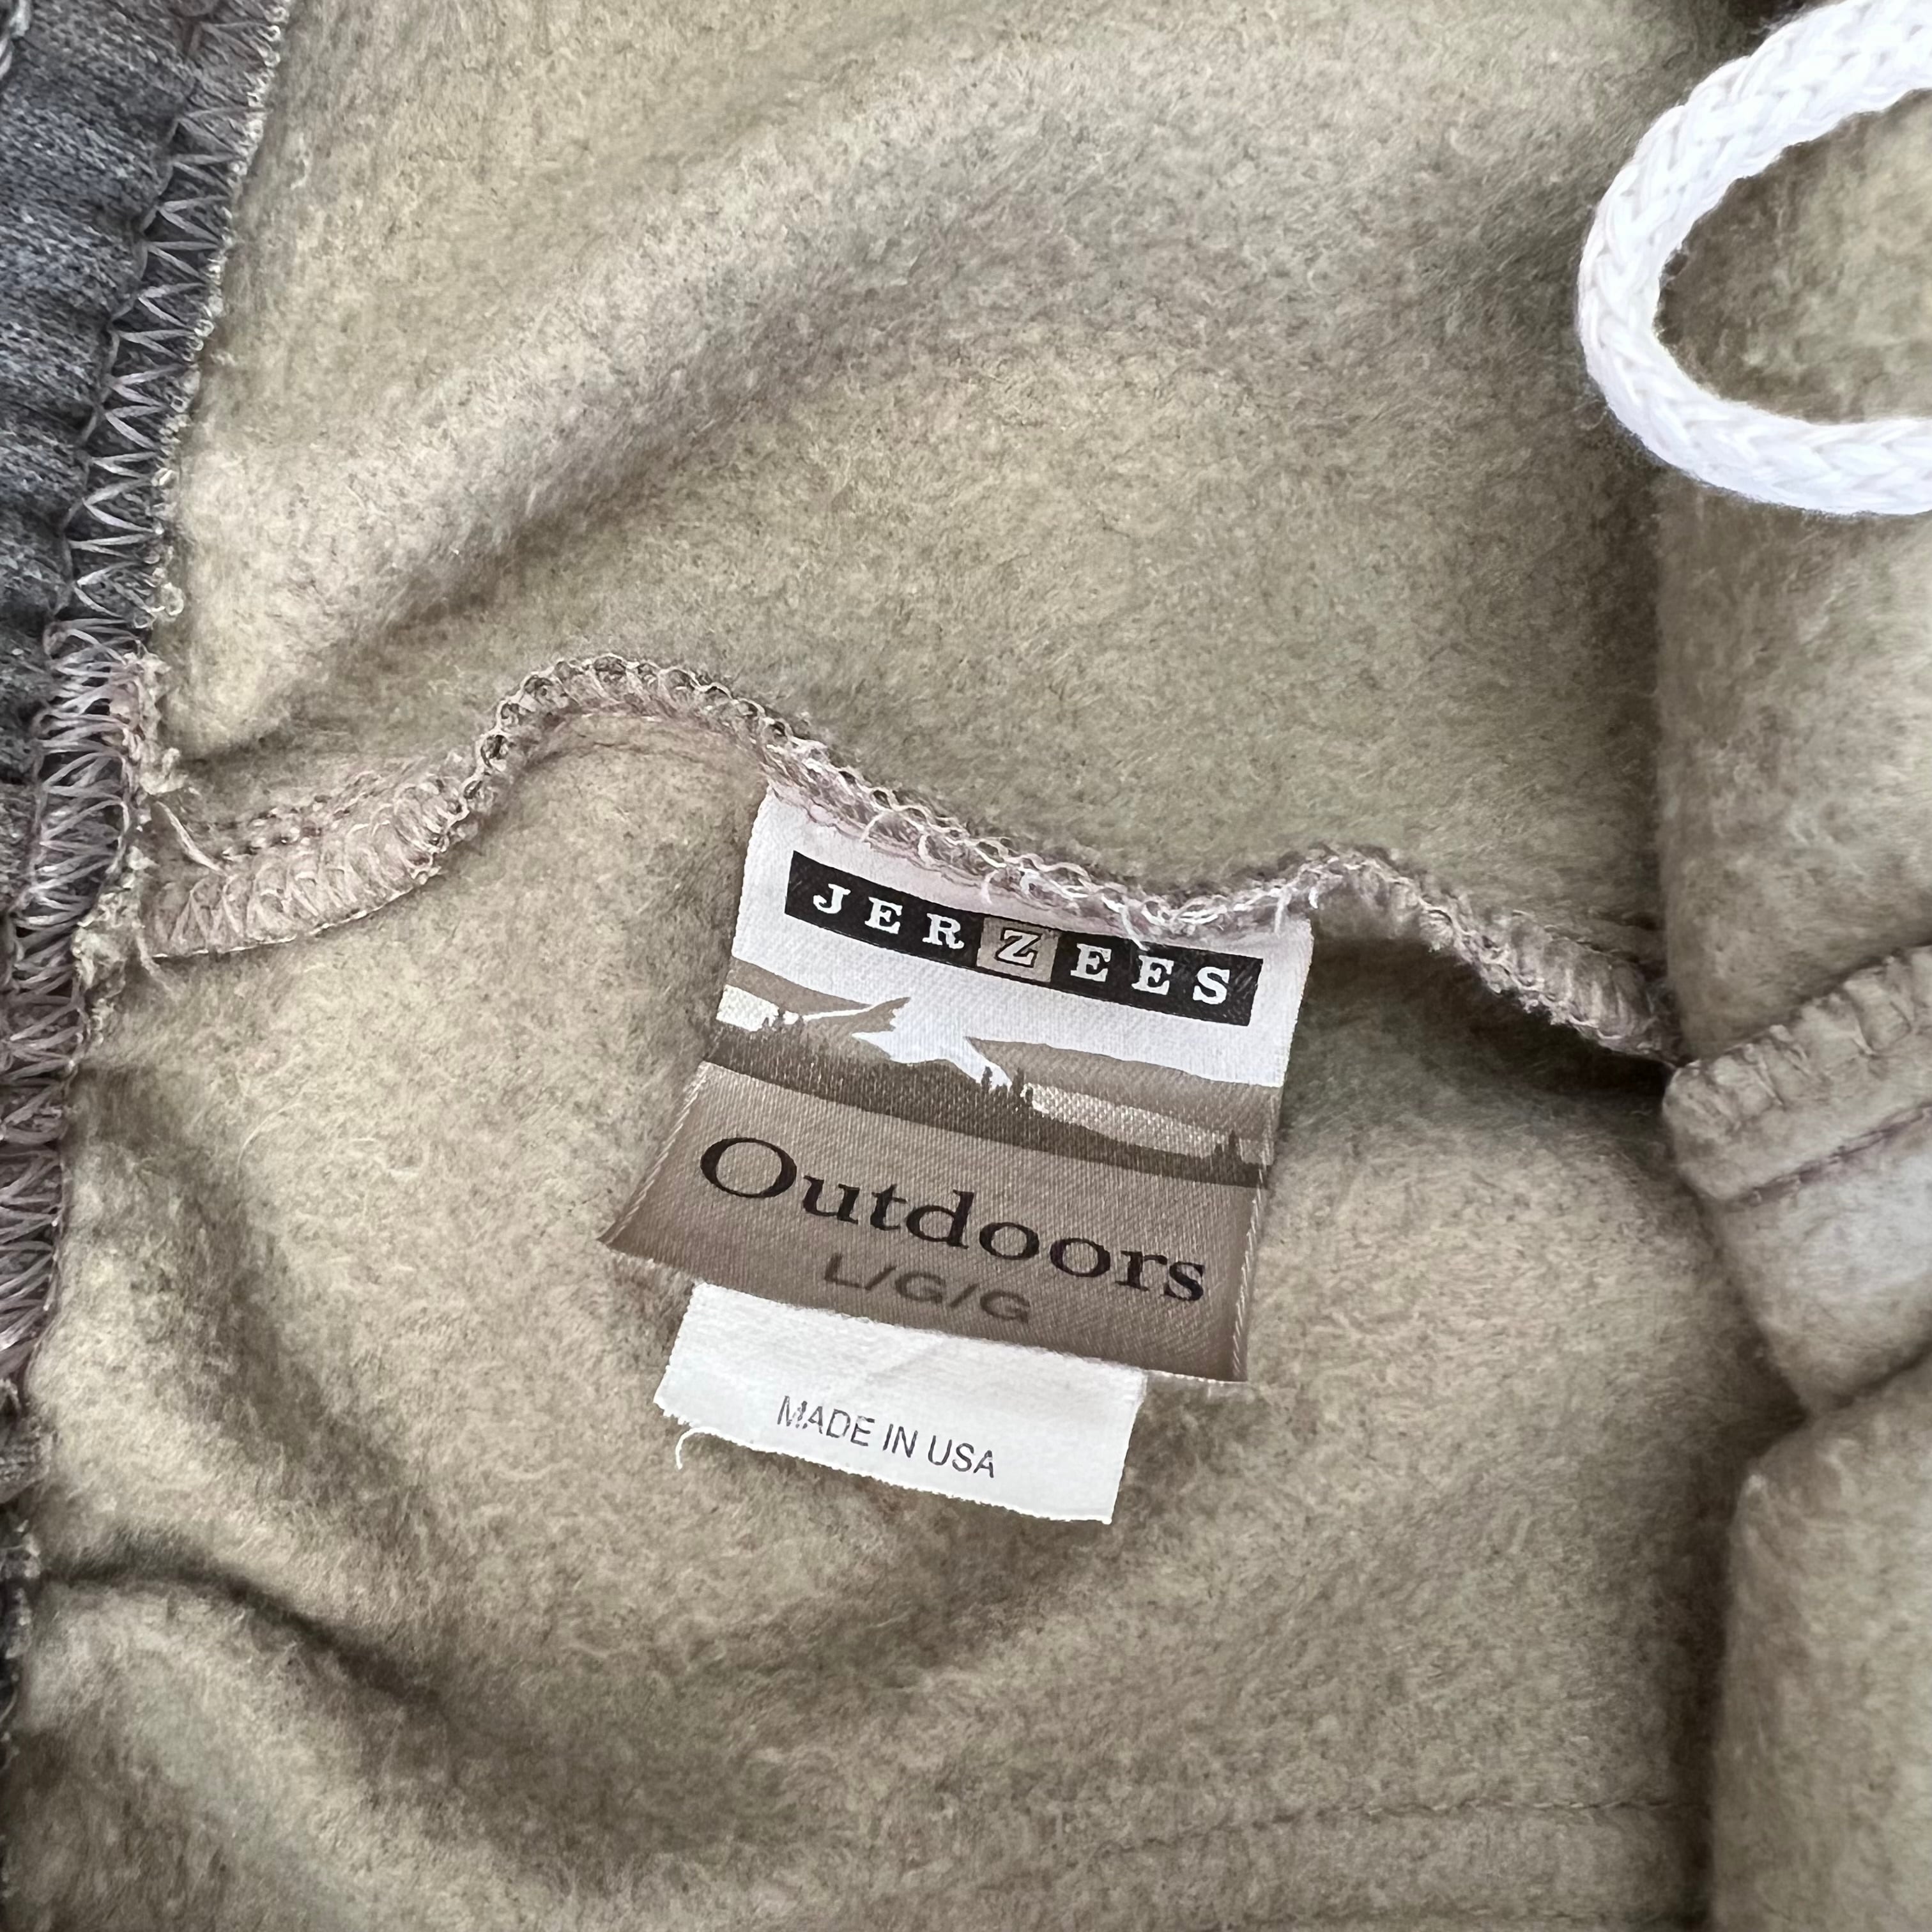 JERZEES
Outdoors
L/G/G
MADE IN USA